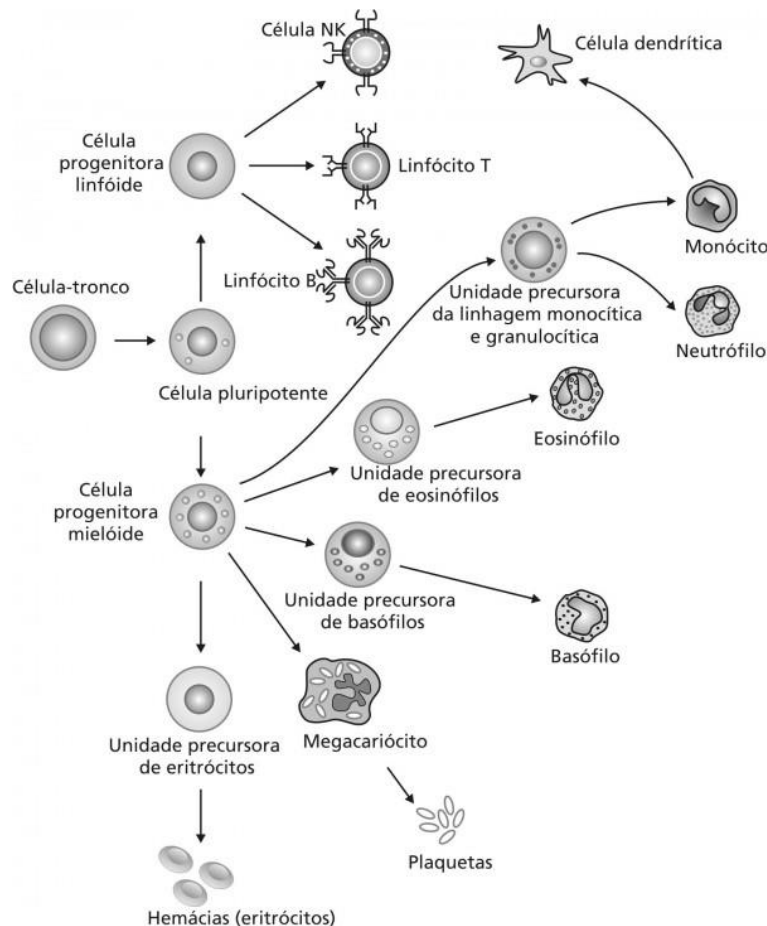 Célula NK
Célula dendrítica
Célula
progenitora
linfóide
Linfócito T
Monócito
Linfócito B
Célula-tronco
Unidade precursora
da linhagem monocítica
e granulocítica
Neutrófilo
Célula pluripotente
Eosinófilo
Unidade precursora
de eosinófilos
Célula
progenitora
mielóide
Unidade precursora
de basófilos
Basófilo
Unidade precursora
de eritrócitos
Megacariócito
Plaquetas
Hemácias (eritrócitos)